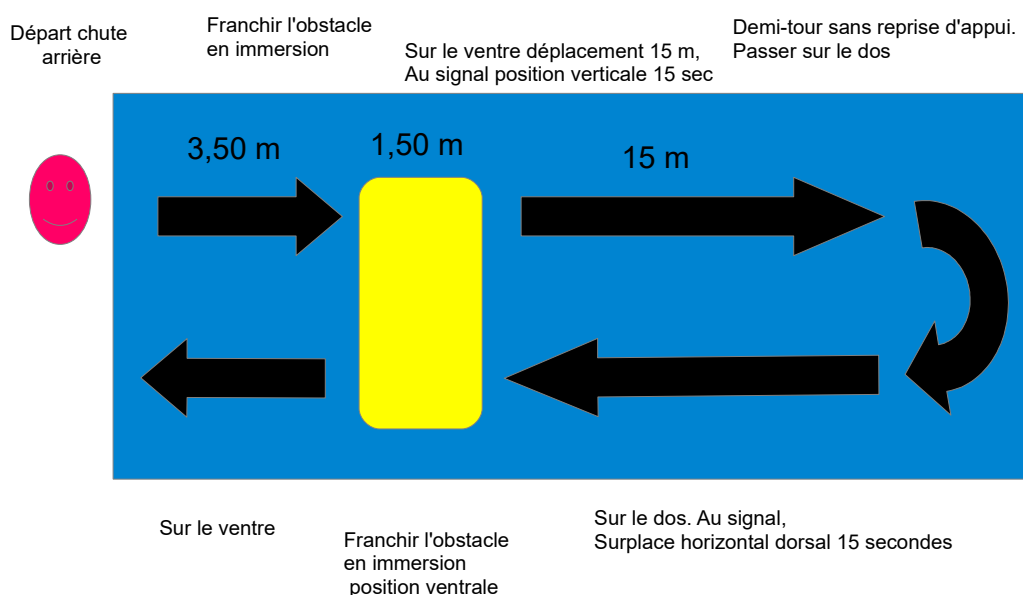 Départ chute
arrière
Franchir l'obstacle
en immersion
Sur le ventre déplacement 15 m,
Au signal position verticale 15 sec
Demi-tour sans reprise d'appui.
Passer sur le dos
3,50 m
1,50 m
15 m
Sur le ventre
Franchir l'obstacle
en immersion
position ventrale
Sur le dos. Au signal,
Surplace horizontal dorsal 15 secondes